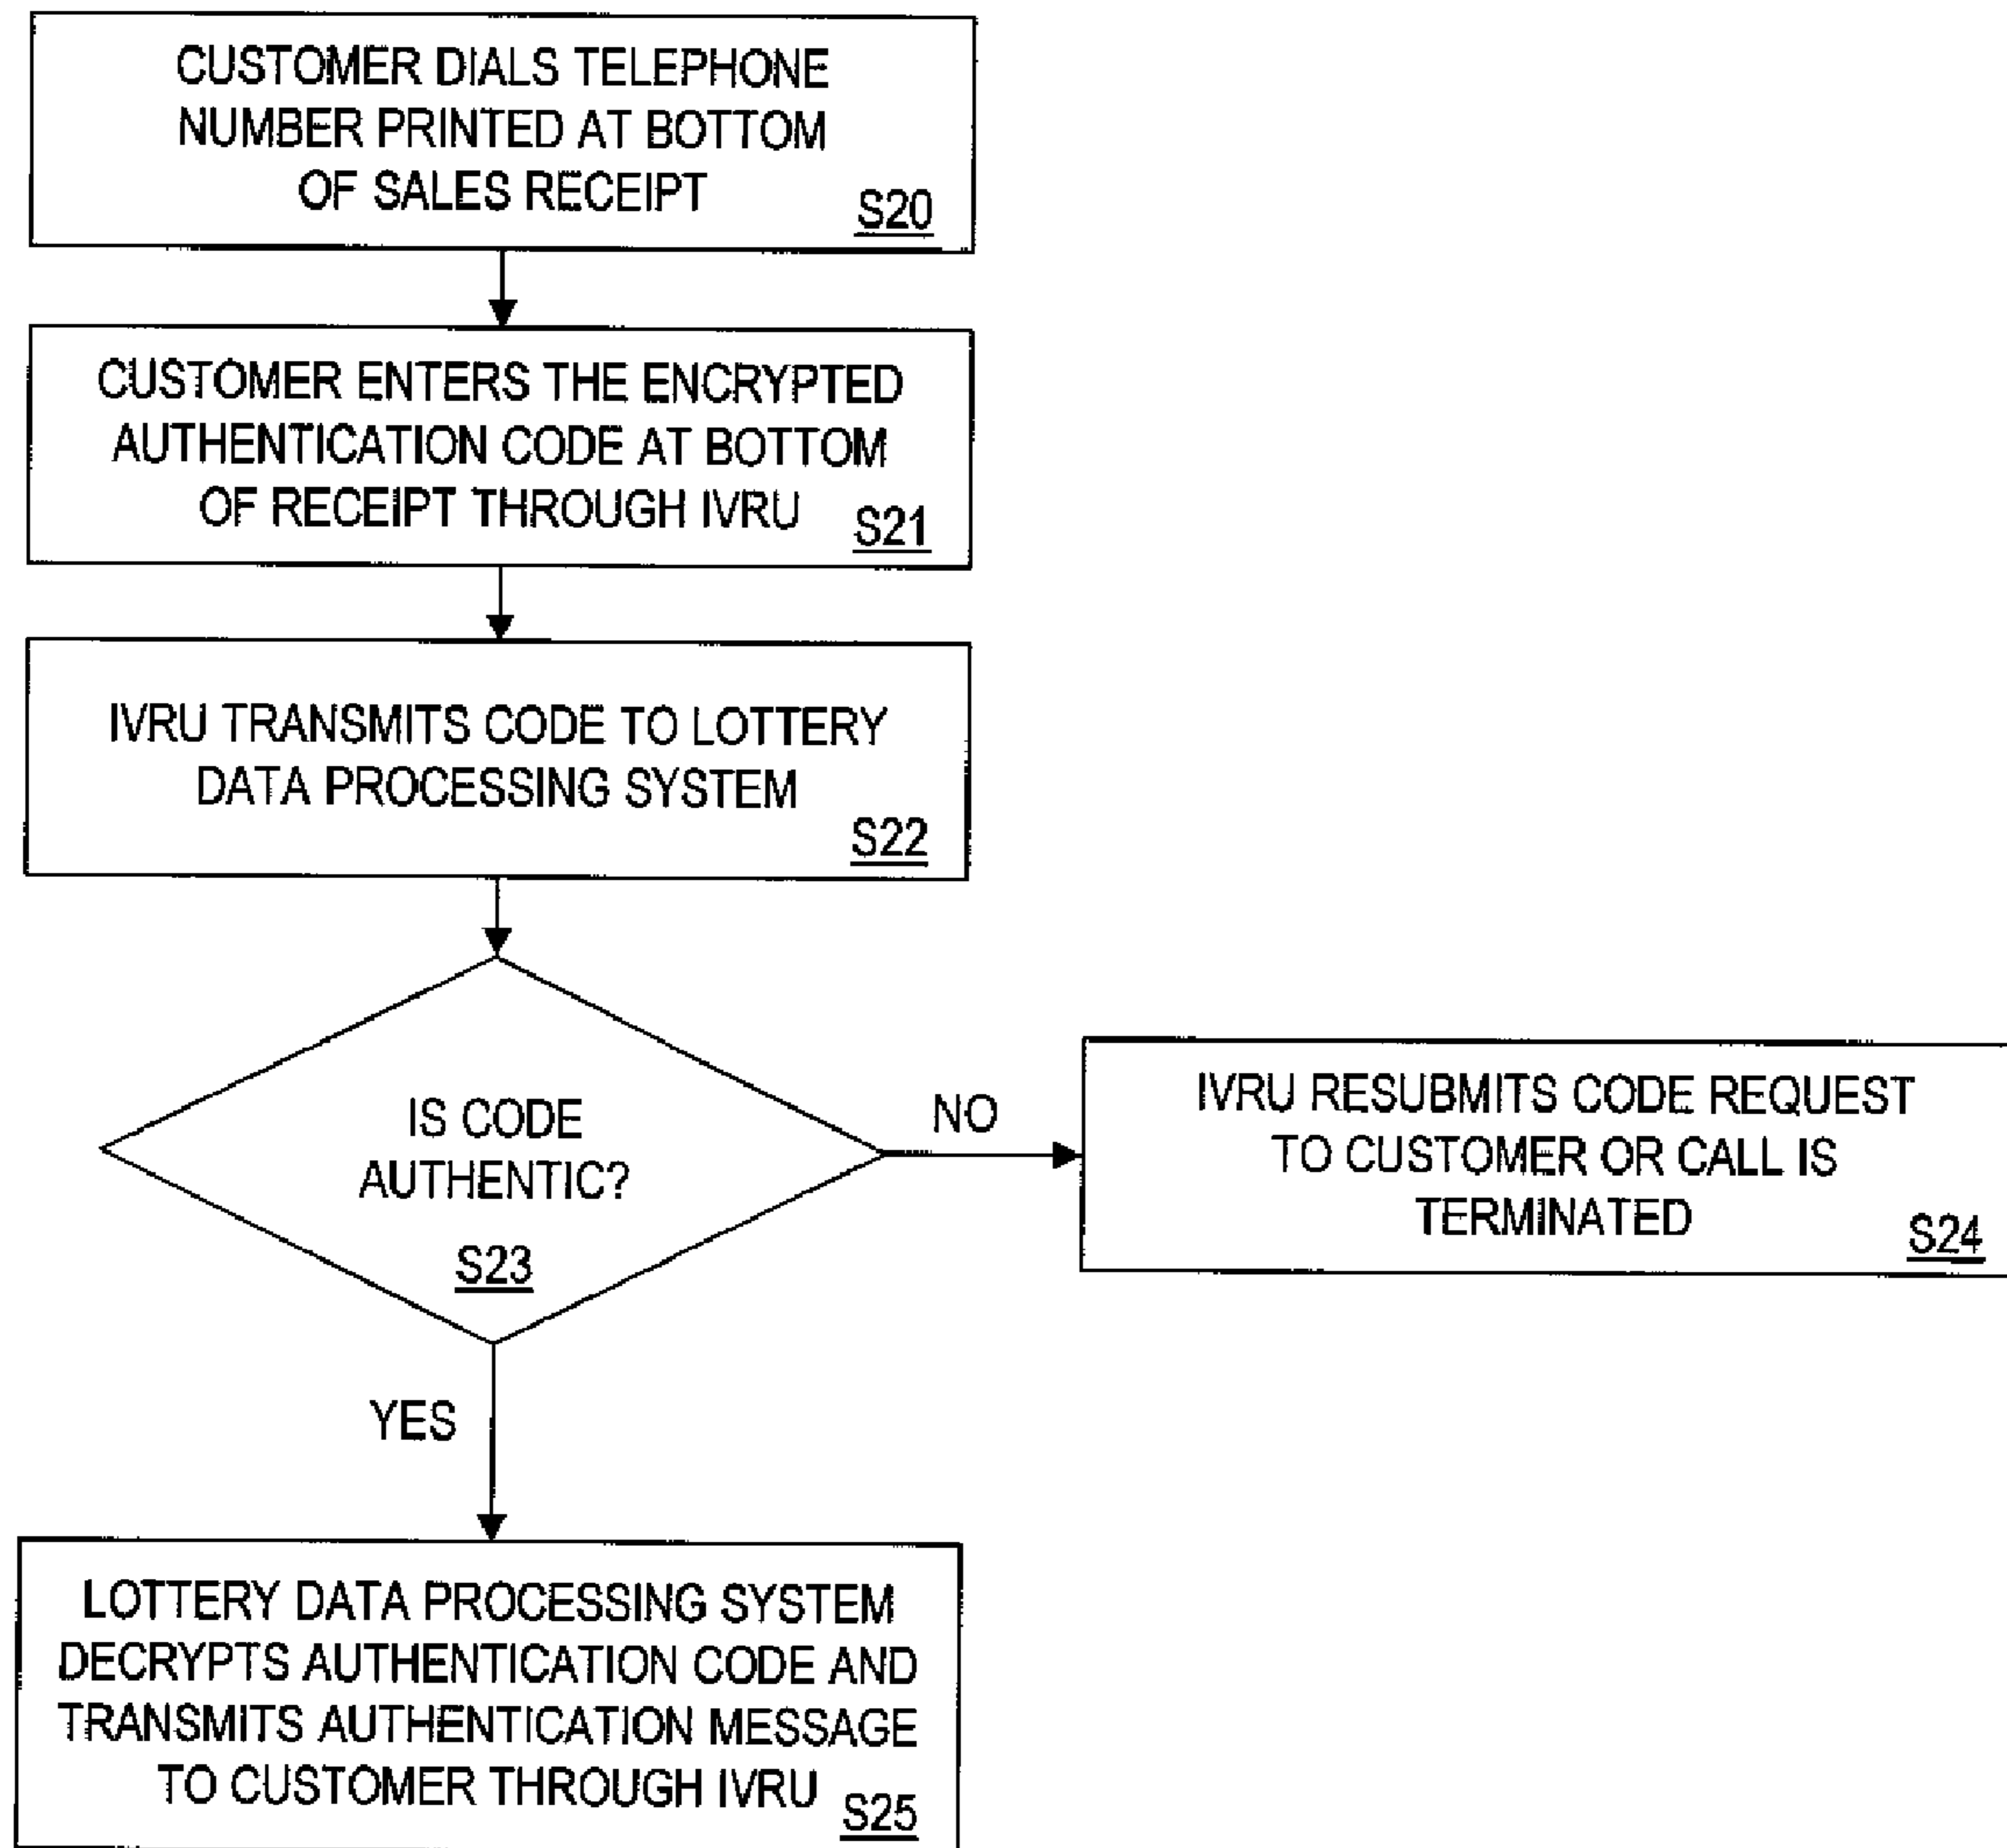 CUSTOMER DIALS TELEPHONE
NUMBER PRINTED AT BOTTOM
OF SALES RECEIPT
S20
CUSTOMER ENTERS THE ENCRYPTED
AUTHENTICATION CODE AT BOTTOM
OF RECEIPT THROUGH IVRU
S21
IVRU TRANSMITS CODE TO LOTTERY
DATA PROCESSING SYSTEM
S22
IS CODE
AUTHENTIC?
S23
NO
IVRU RESUBMITS CODE REQUEST
TO CUSTOMER OR CALL IS
TERMINATED
S24
YES
LOTTERY DATA PROCESSING SYSTEM
DECRYPTS AUTHENTICATION CODE AND
TRANSMITS AUTHENTICATION MESSAGE
TO CUSTOMER THROUGH IVRU
S25